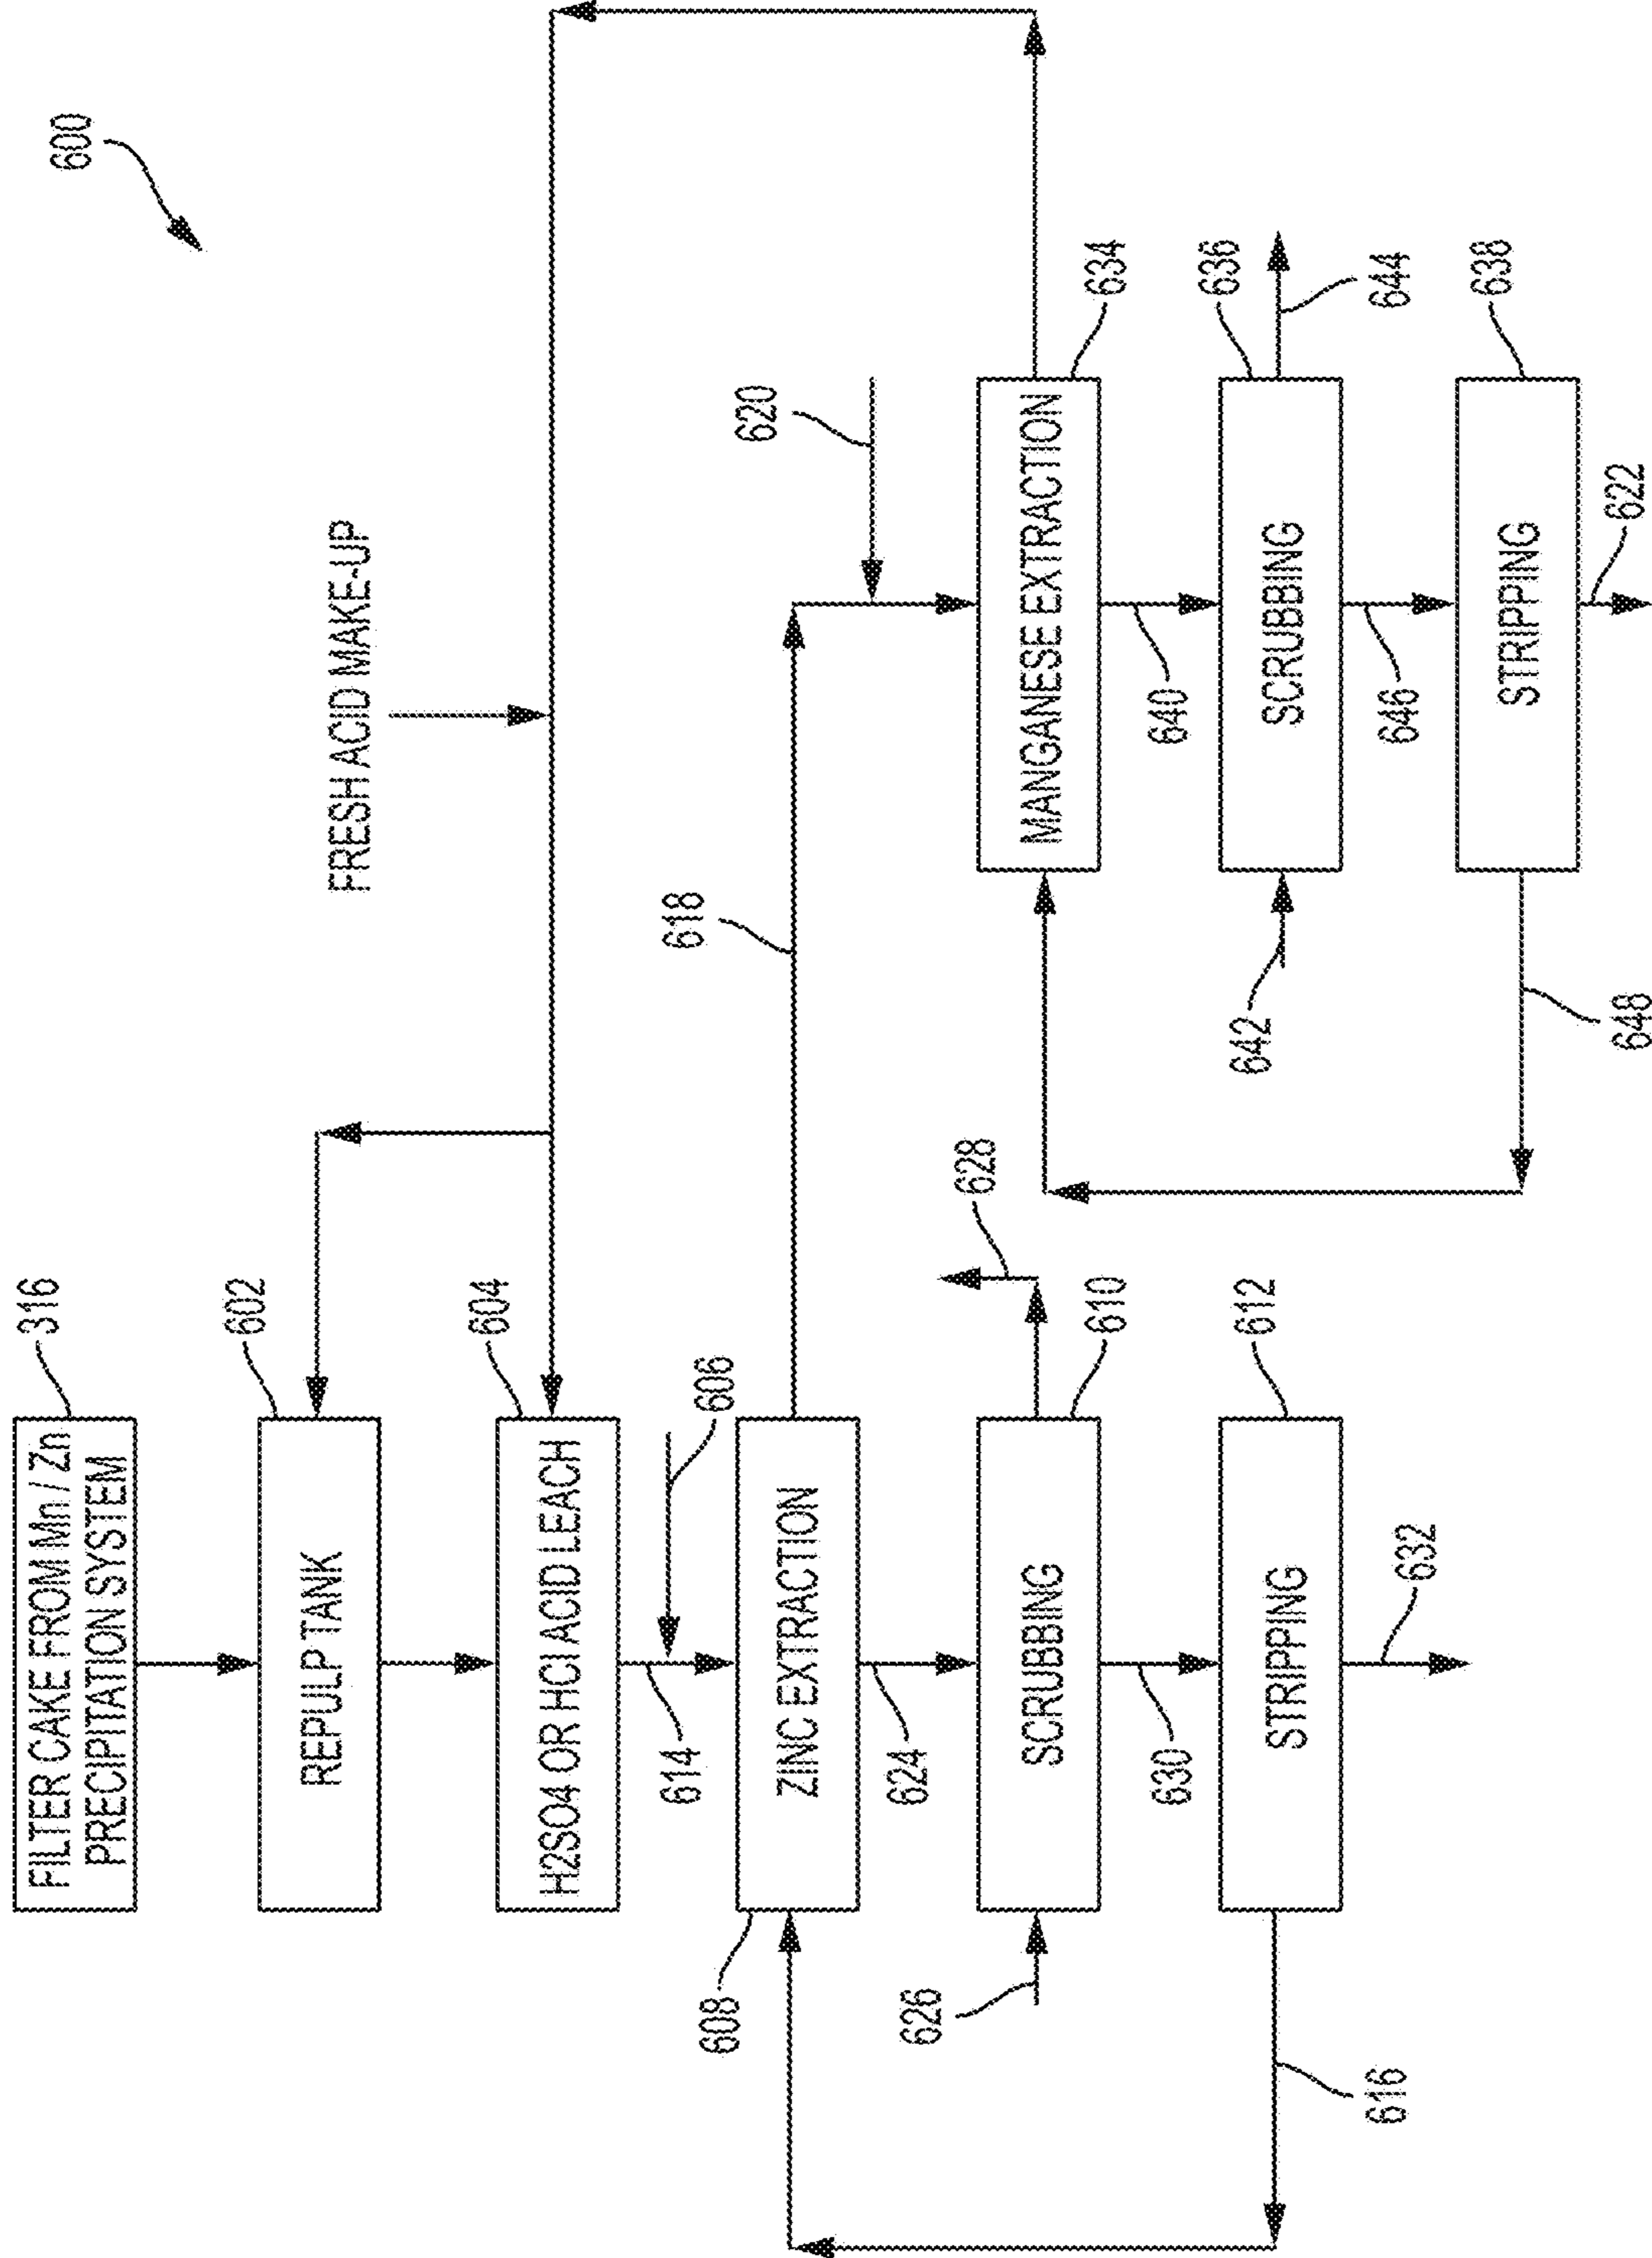 600
FILTER CAKE FROM Mn / Zn
PRECIPITATION SYSTEM
316
REPULP TANK
602
FRESH ACID MAKE-UP
H2SO4 OR HCl ACID LEACH
604
614
606
618
620
608
ZINC EXTRACTION
624
628
MANGANESE EXTRACTION
634
626
SCRUBBING
610
640
642
SCRUBBING
636
644
630
STRIPPING
612
646
616
632
648
STRIPPING
638
622